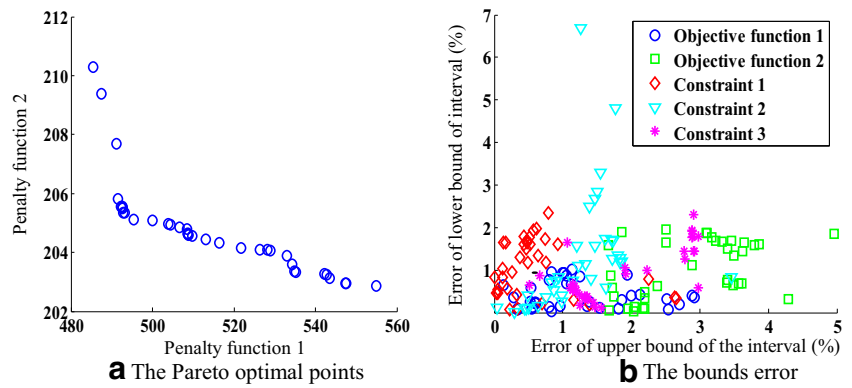 212
210
208
206
204
202
480
500
520
540
560
Penalty function 2
Penalty function 1
a The Pareto optimal points
7
6
5
4
3
2
1
0
1
2
3
4
5
Error of lower bound of interval (%)
Objective function 1
Objective function 2
Constraint 1
Constraint 2
Constraint 3
Error of upper bound of the interval (%)
b The bounds error